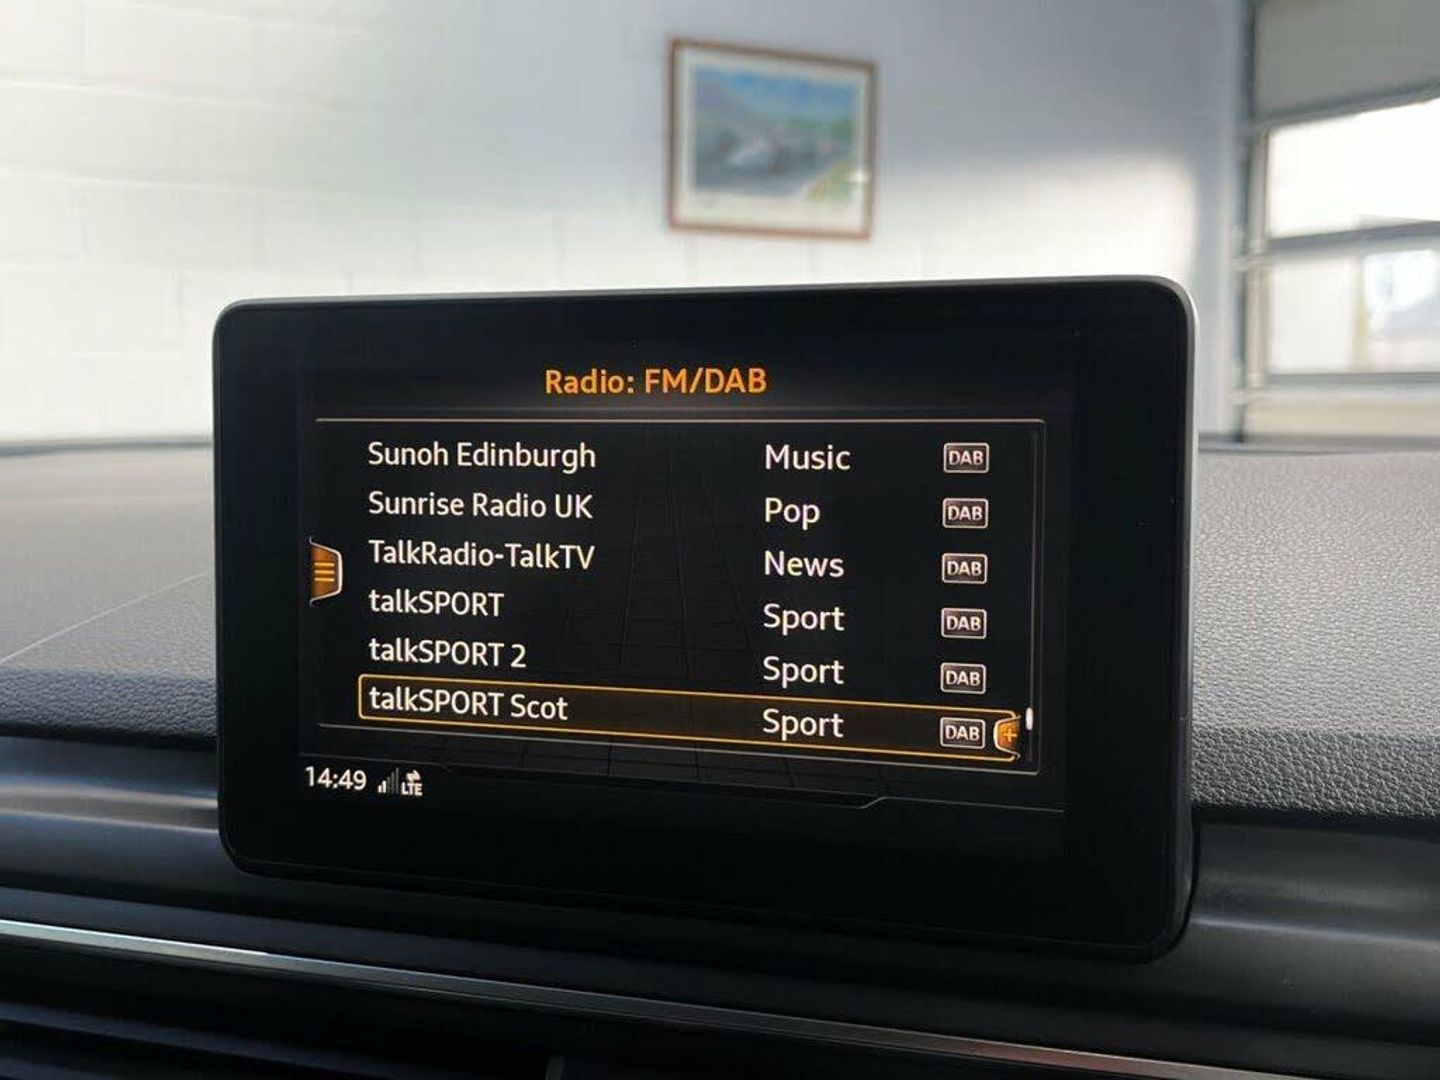 Radio: FM/DAB
Sunoh Edinburgh Music DAB
Sunrise Radio UK Pop DAB
TalkRadio-TalkTV News DAB
talkSPORT Sport DAB
talkSPORT 2 Sport DAB
talkSPORT Scot Sport DAB +
14:49 LTE